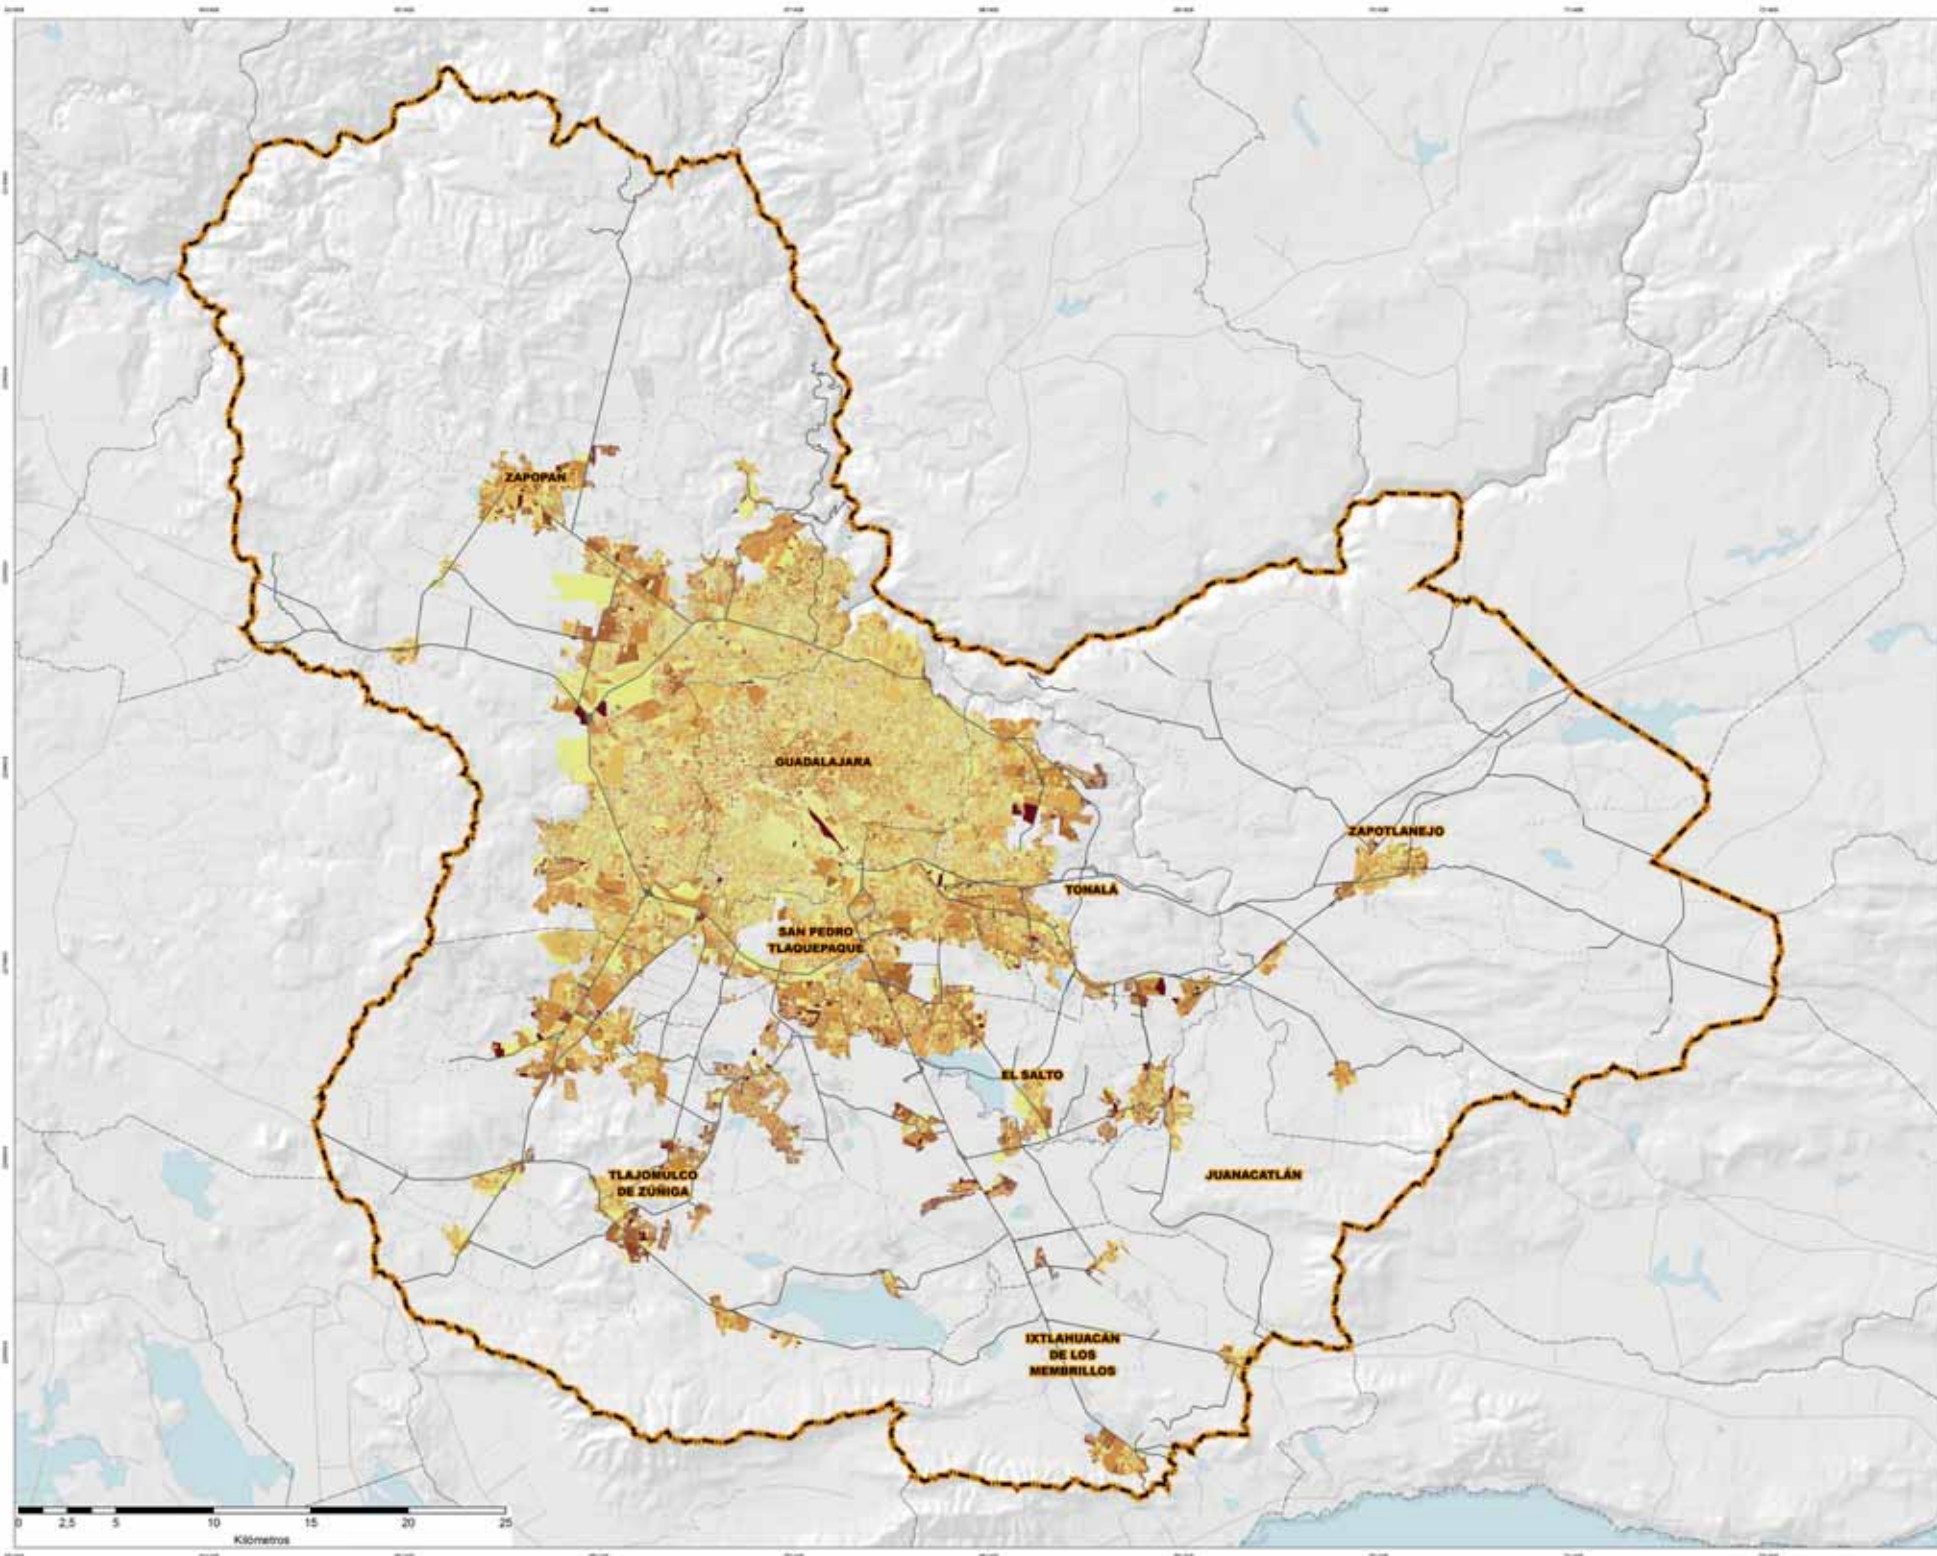 ZAPOPAN
GUADALAJARA
ZAPOTLANEJO
TONALÁ
SAN PEDRO
TLAQUEPAQUE
EL SALTO
TLAJOMULCO
DE ZÚÑIGA
JUANACATLÁN
IXTLAHUACÁN
DE LOS
MEMBRILLOS
0 2,5 5 10 15 20 25
Kilómetros